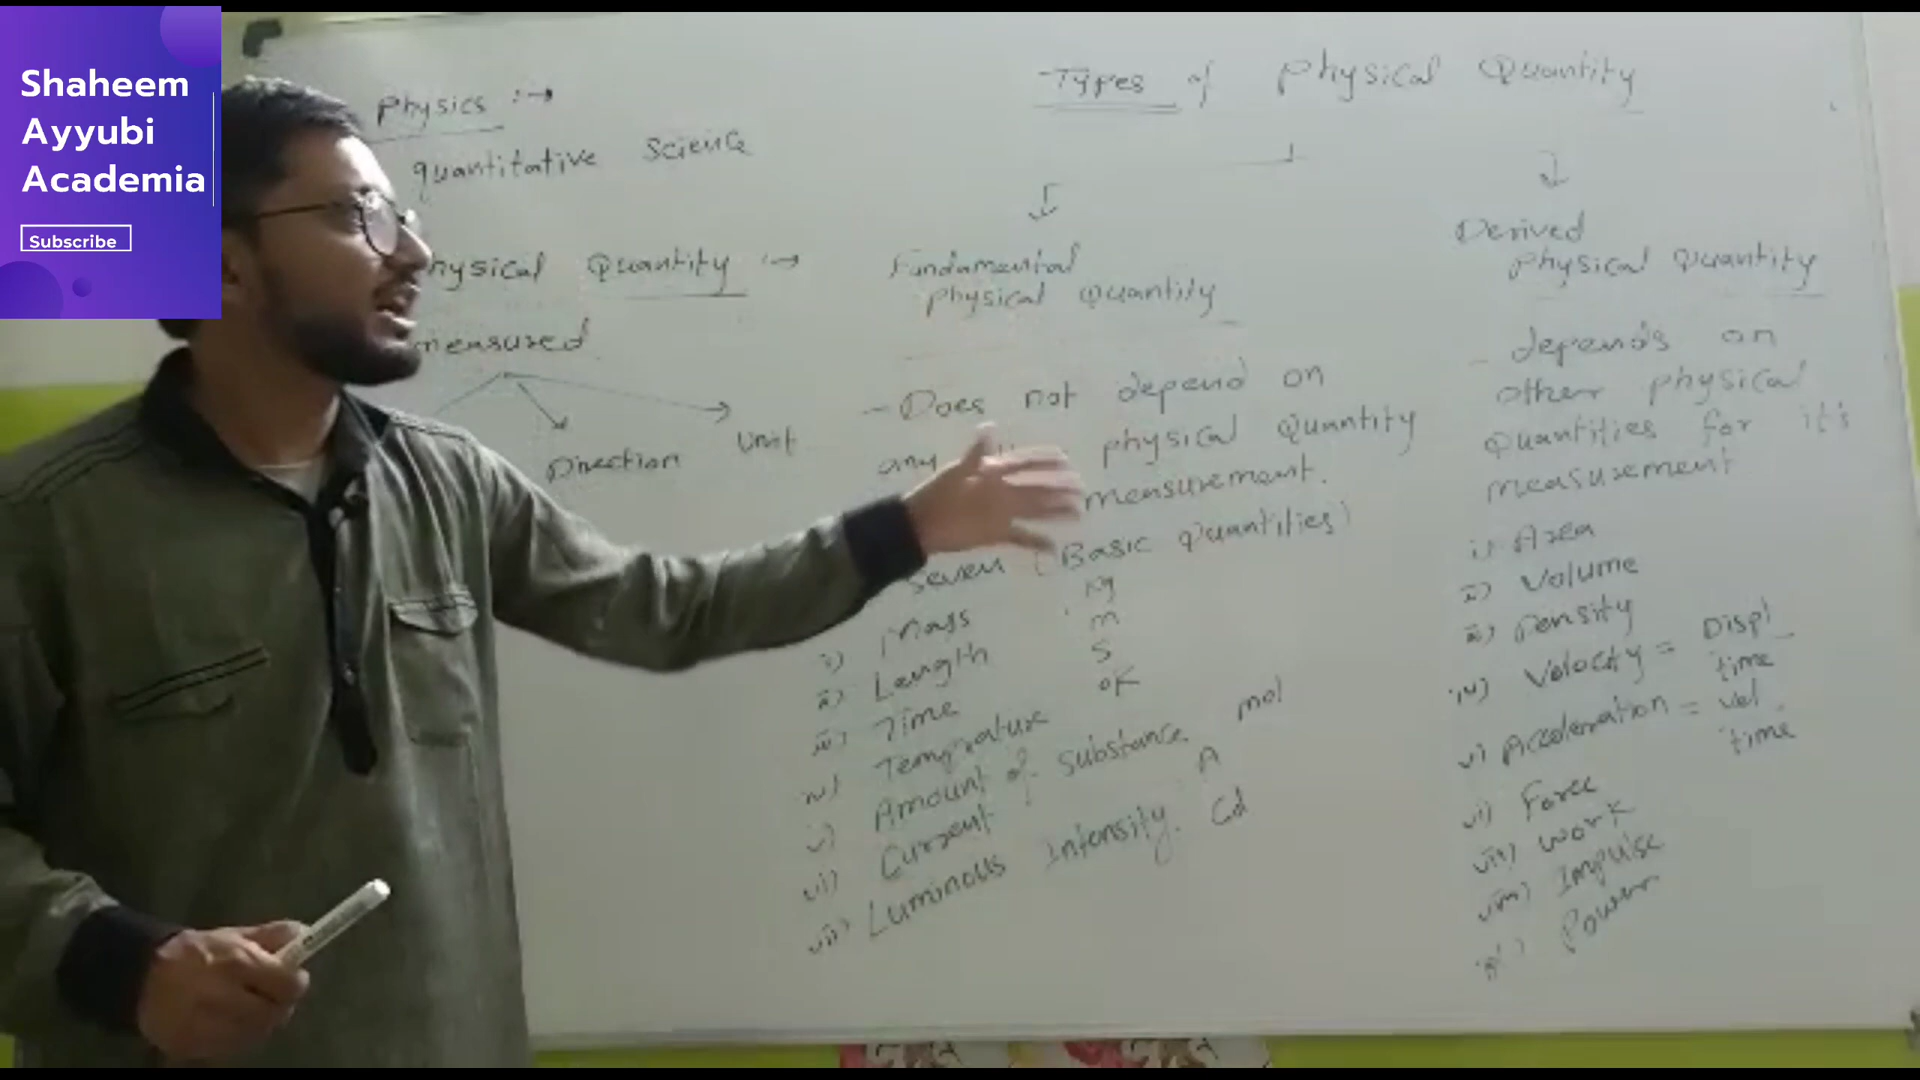 Shaheem
Ayyubi
Academia
Subscribe
Physics :→
quantitative science
hysical Quantity :→
measured
Direction
Unit
Types of Physical Quantity
Fundamental
Physical Quantity
- Does not depend on
any physical Quantity
measurement.
Seven (Basic Quantities)
i) Mass kg
ii) Length m
iii) Time s
iv) Temprature °K
v) Amount of substance mol
vi) Current A
vii) Luminous Intensity. Cd
Derived
Physical Quantity
- depends on
other physical
Quantities for it's
measurement
i) Area
ii) Volume
iii) Density
iv) Velocity = Displ
time
v) Acceleration = Vel.
time
vi) Force
vii) Work
viii) Impulse
ix) Power